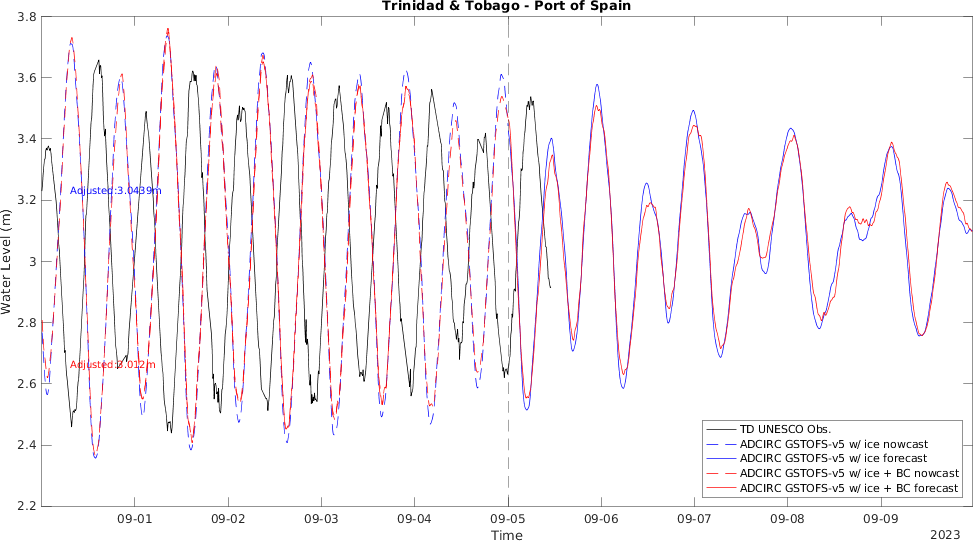 Trinidad & Tobago - Port of Spain
3.8
3.6
3.4
3.2
3
2.8
2.6
2.4
2.2
Water Level (m)
Adjusted:3.0439m
Adjusted:3.012m
TD UNESCO Obs.
ADCIRC GSTOFS-v5 w/ ice nowcast
ADCIRC GSTOFS-v5 w/ ice forecast
ADCIRC GSTOFS-v5 w/ ice + BC nowcast
ADCIRC GSTOFS-v5 w/ ice + BC forecast
09-01 09-02 09-03 09-04 09-05 09-06 09-07 09-08 09-09
Time
2023